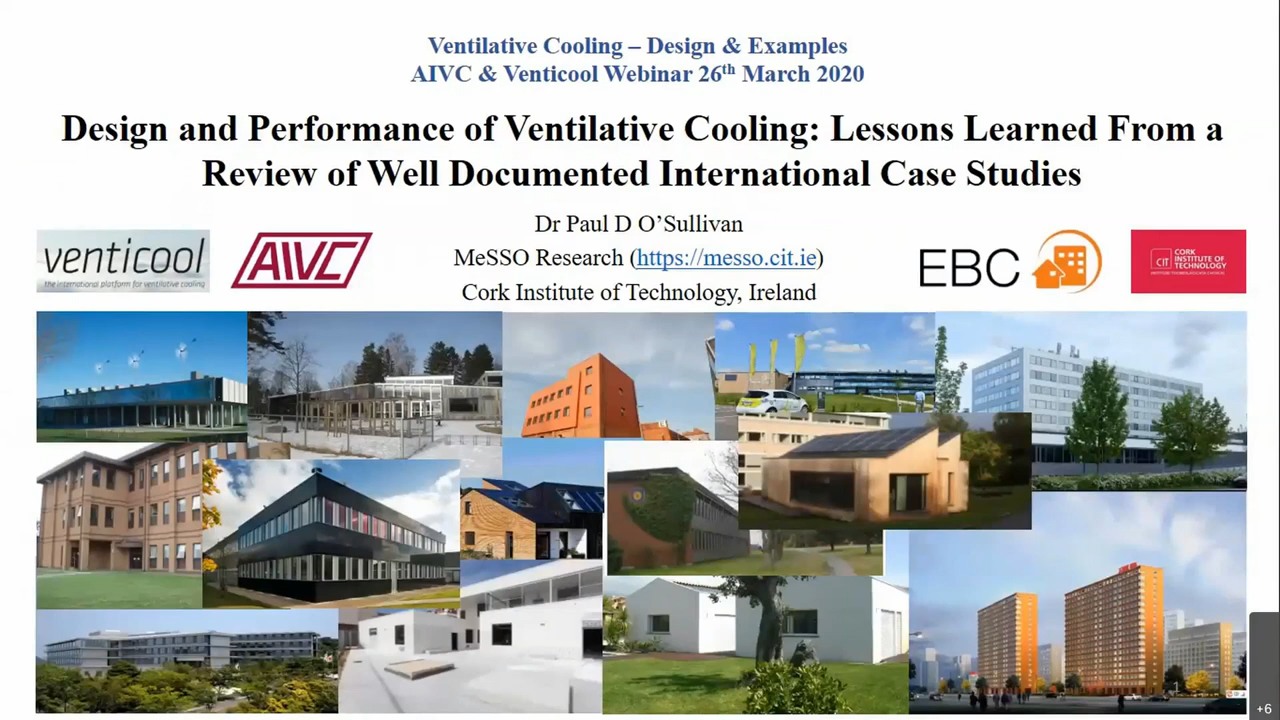 Ventilative Cooling – Design & Examples
AIVC & Venticool Webinar 26th March 2020
Design and Performance of Ventilative Cooling: Lessons Learned From a
Review of Well Documented International Case Studies
Dr Paul D O’Sullivan
MeSSO Research (https://messo.cit.ie)
Cork Institute of Technology, Ireland
venticool
the international platform for ventilative cooling
AIVC
EBC
CIT
CORK
INSTITUTE OF
TECHNOLOGY
+6